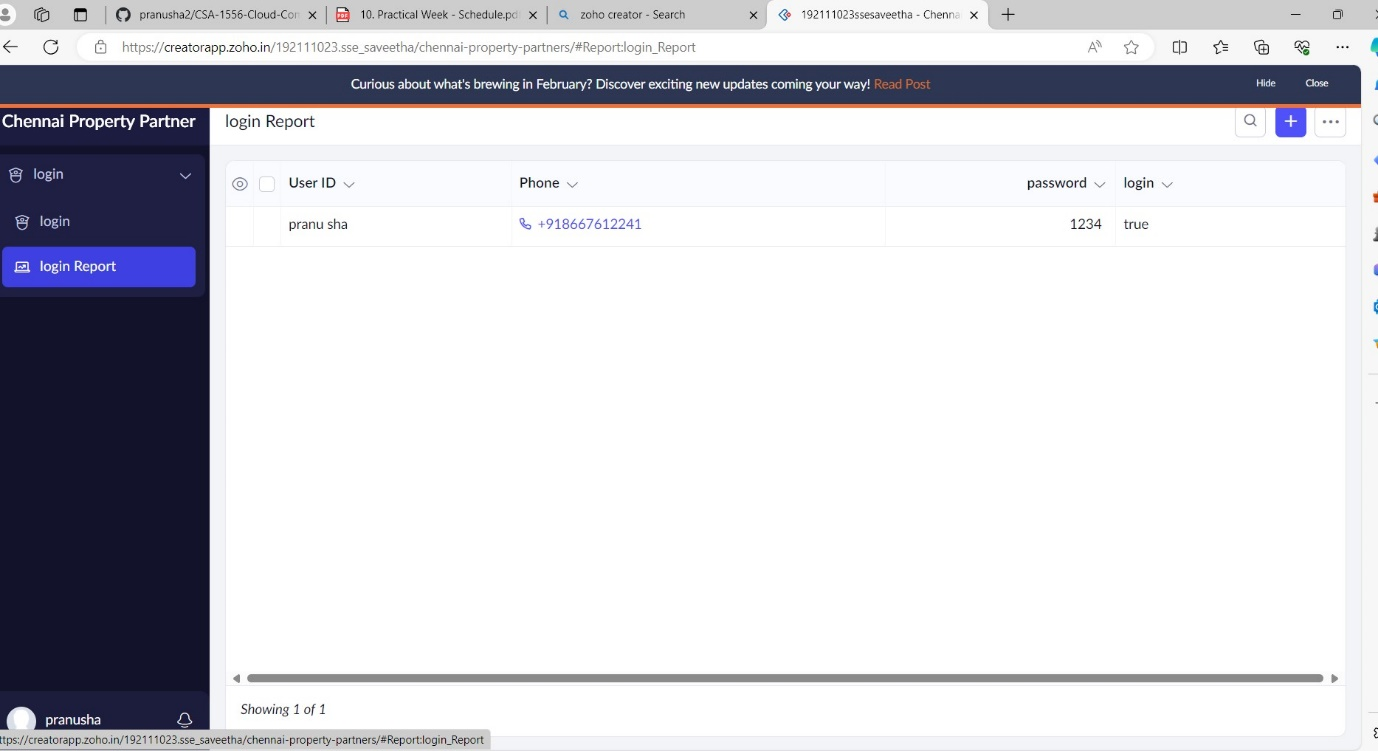 pranusha2/CSA-1556-Cloud-Con
10. Practical Week - Schedule.pd
zoho creator - Search
192111023ssesaveetha - Chennai
https://creatorapp.zoho.in/192111023.sse_saveetha/chennai-property-partners/#Report:login_Report
Curious about what's brewing in February? Discover exciting new updates coming your way! Read Post
Hide
Close
Chennai Property Partner
login Report
login
login
login Report
User ID
Phone
password
login
pranu sha
+918667612241
1234
true
Showing 1 of 1
pranusha
ttps://creatorapp.zoho.in/192111023.sse_saveetha/chennai-property-partners/#Report:login_Report